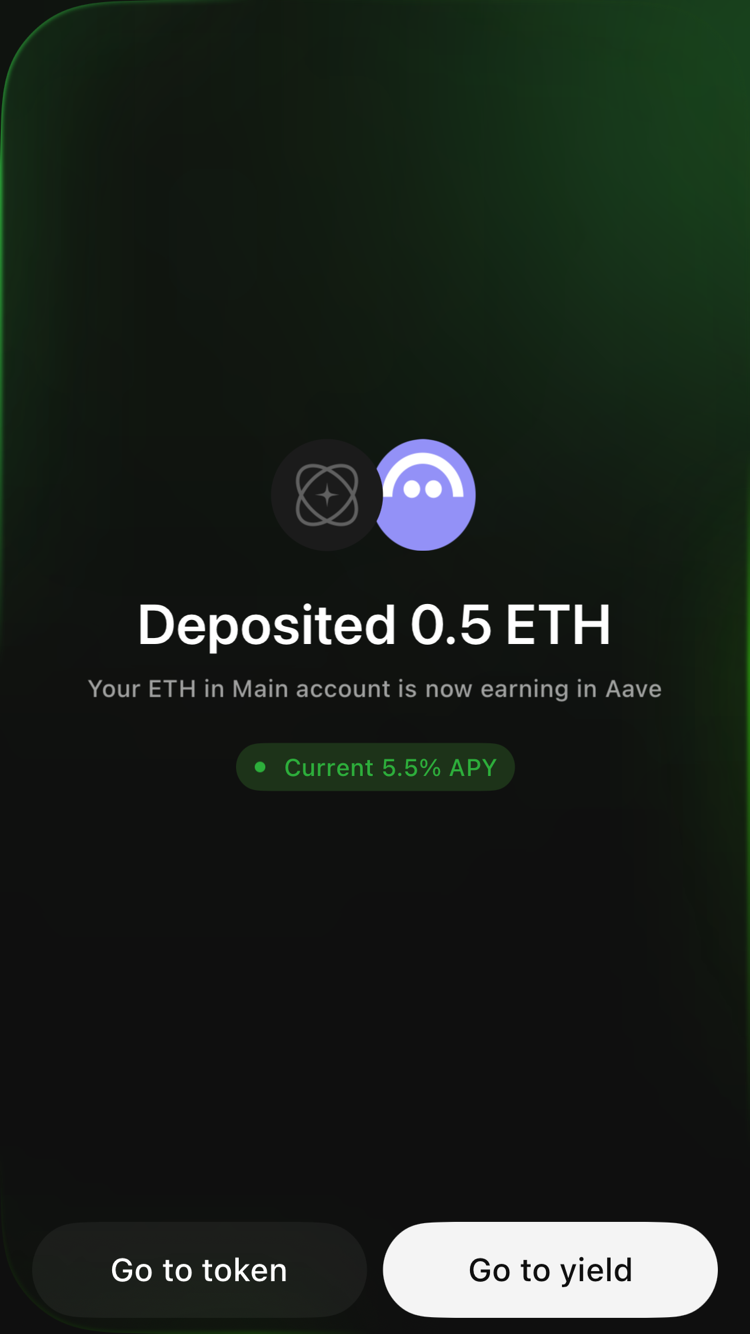 Deposited 0.5 ETH
Your ETH in Main account is now earning in Aave
Current 5.5% APY
Go to token
Go to yield